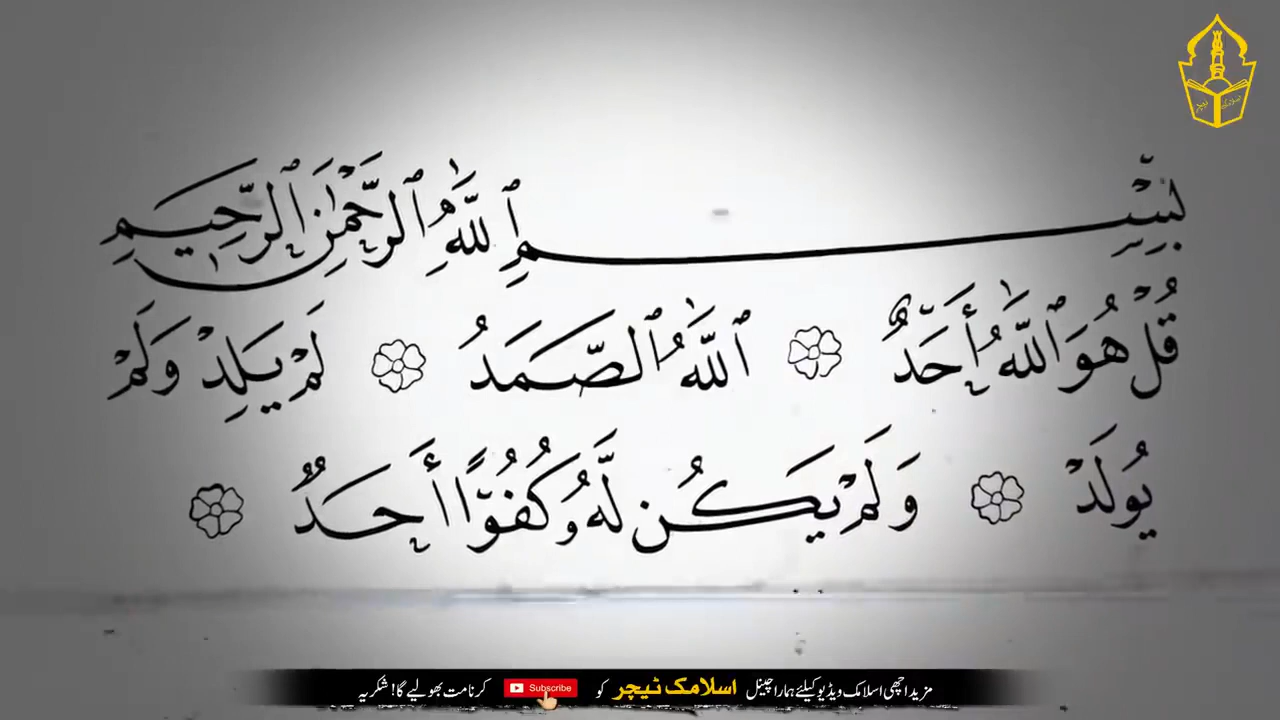 بِسْمِ ٱللَّهِ ٱلرَّحْمَٰنِ ٱلرَّحِيمِ
قُلْ هُوَ ٱللَّهُ أَحَدٌ ٱللَّهُ ٱلصَّمَدُ لَمْ يَلِدْ وَلَمْ
يُولَدْ وَلَمْ يَكُن لَّهُۥ كُفُوًا أَحَدٌ
مزید اچھی اسلامک ویڈیو کیلئے ہمارا چینل اسلامک ٹیچر کو Subscribe کرنا مت بھولیے گا! شکریہ